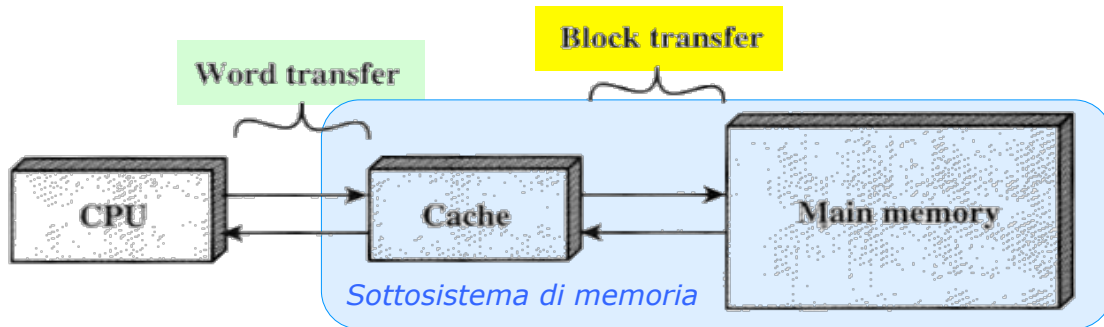 Block transfer
Word transfer
CPU
Cache
Main memory
Sottosistema di memoria